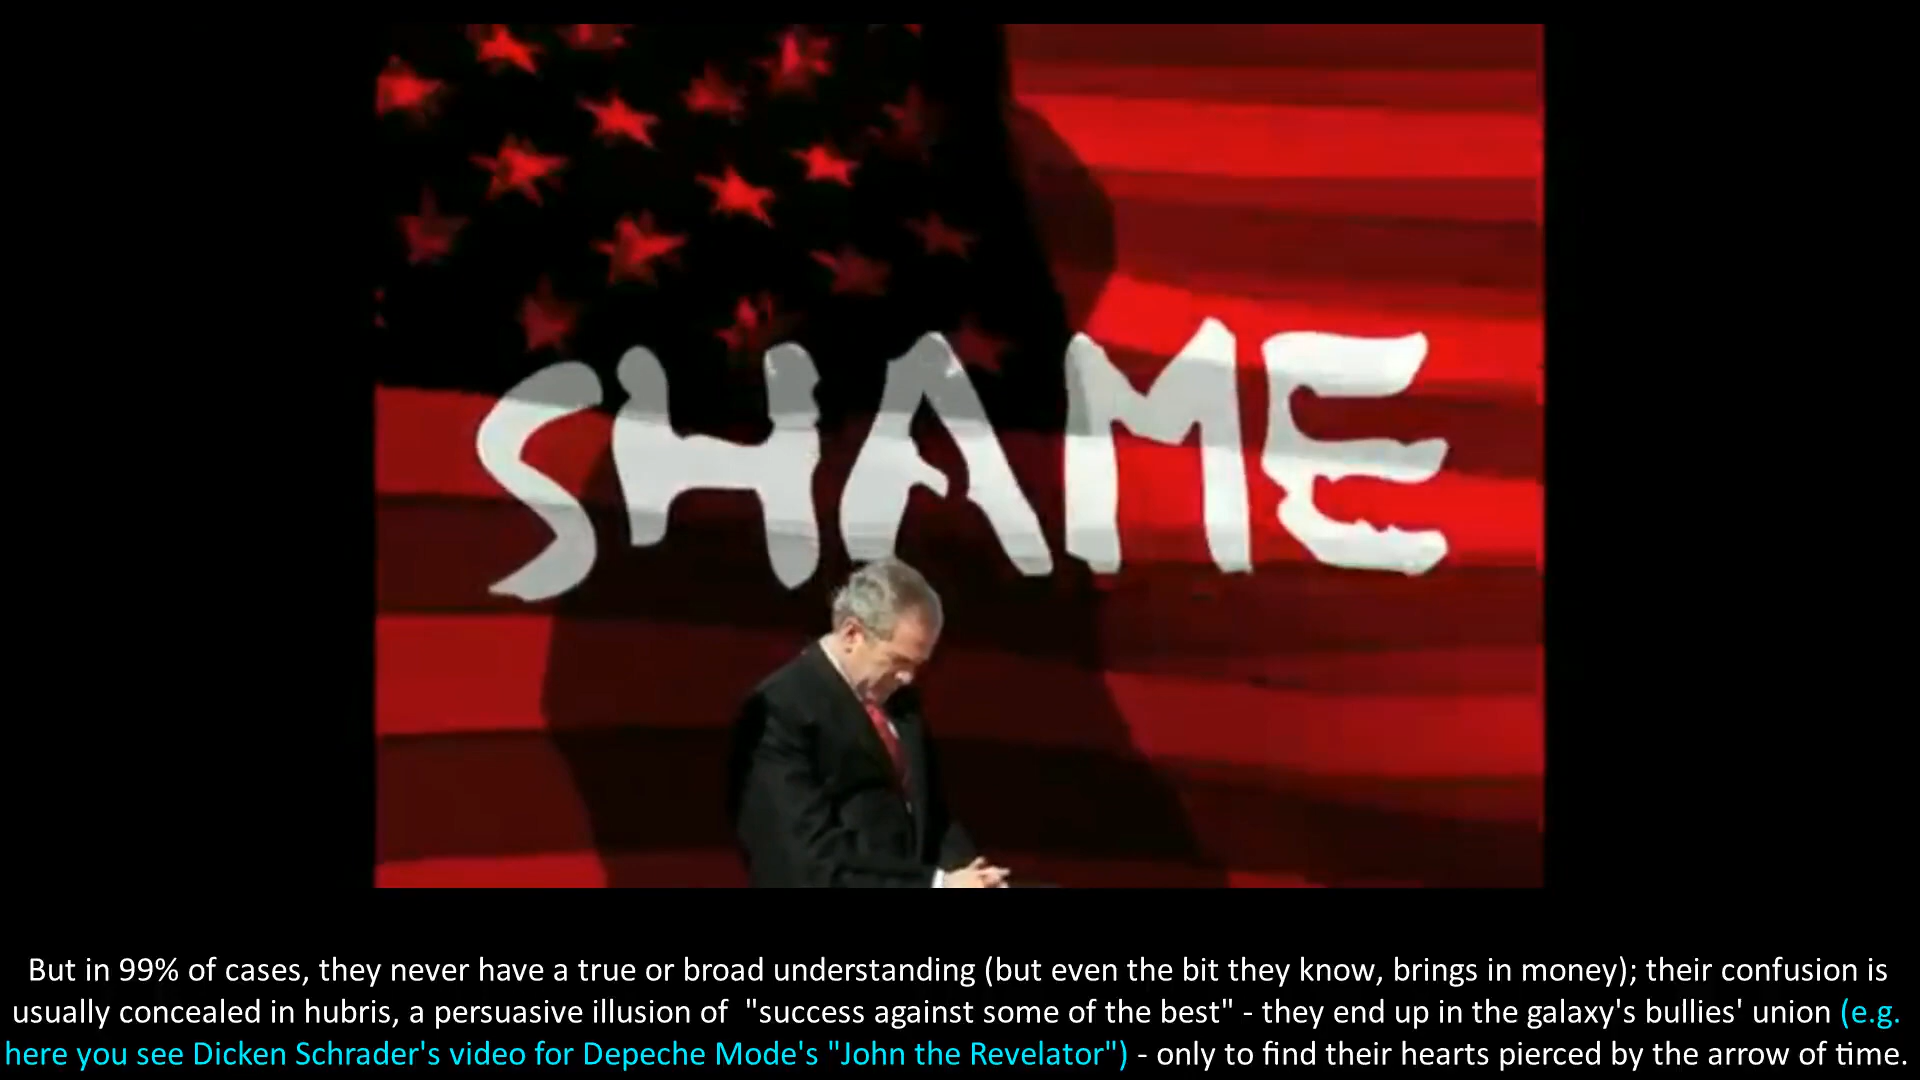 SHAME
But in 99% of cases, they never have a true or broad understanding (but even the bit they know, brings in money); their confusion is
usually concealed in hubris, a persuasive illusion of  "success against some of the best" - they end up in the galaxy's bullies' union (e.g.
here you see Dicken Schrader's video for Depeche Mode's "John the Revelator") - only to find their hearts pierced by the arrow of time.